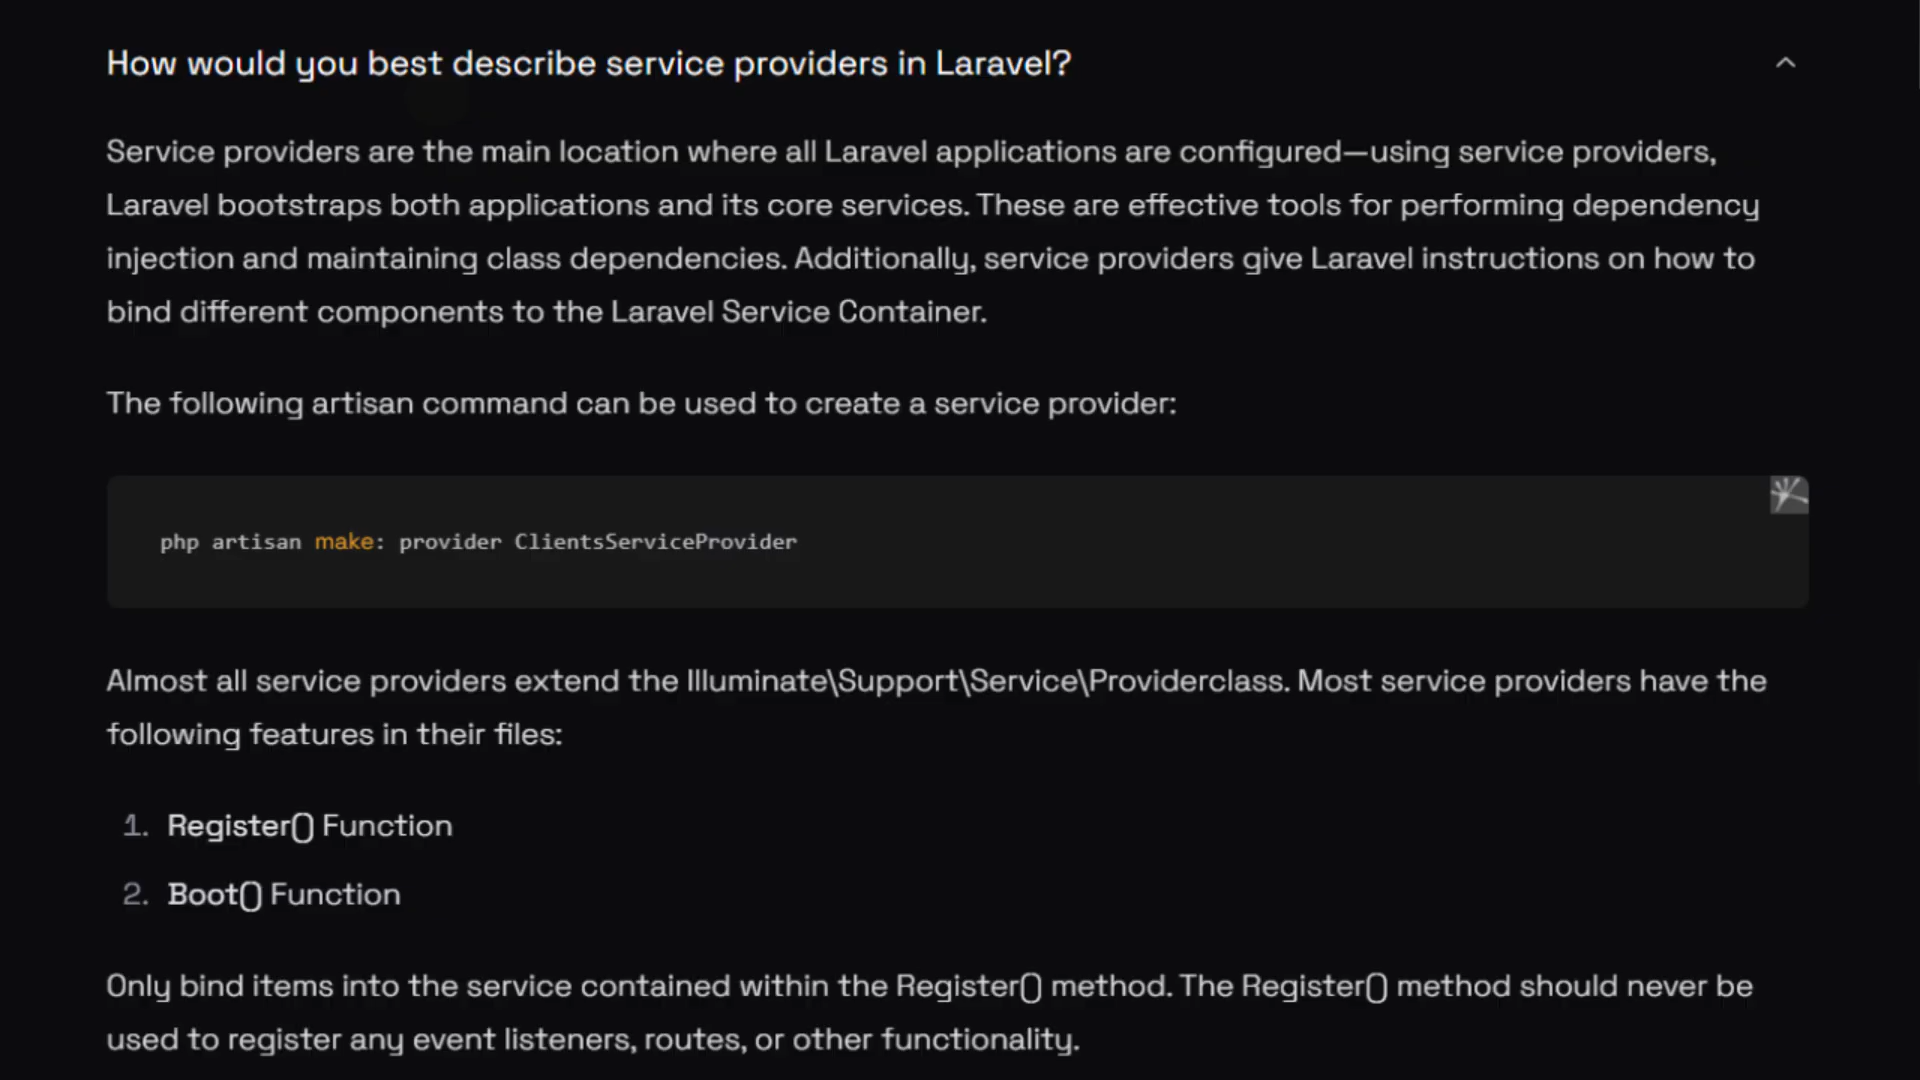 How would you best describe service providers in Laravel?
Service providers are the main location where all Laravel applications are configured—using service providers,
Laravel bootstraps both applications and its core services. These are effective tools for performing dependency
injection and maintaining class dependencies. Additionally, service providers give Laravel instructions on how to
bind different components to the Laravel Service Container.
The following artisan command can be used to create a service provider:
php artisan make: provider ClientsServiceProvider
Almost all service providers extend the Illuminate\Support\Service\Providerclass. Most service providers have the
following features in their files:
1. Register() Function
2. Boot() Function
Only bind items into the service contained within the Register() method. The Register() method should never be
used to register any event listeners, routes, or other functionality.